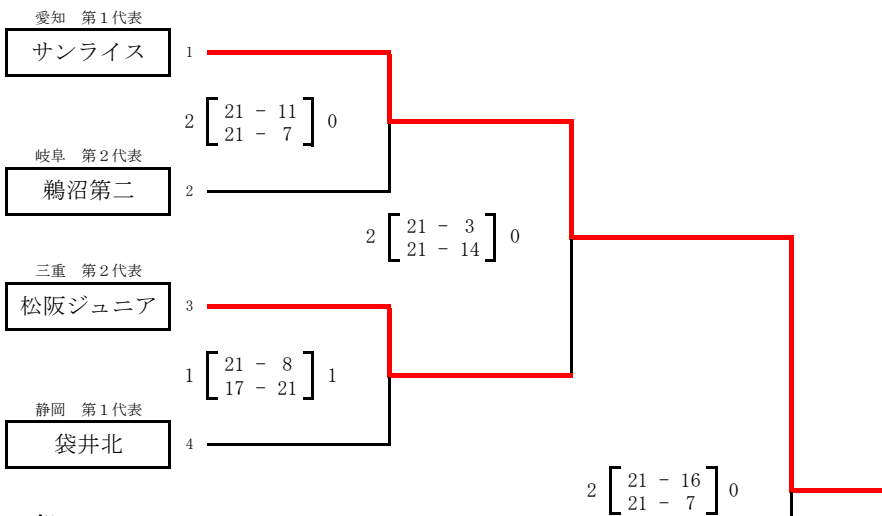 愛知 第1代表
サンライス 1
2 21 - 11 0
21 - 7
岐阜 第2代表
鵜沼第二 2
2 21 - 3 0
21 - 14
三重 第2代表
松阪ジュニア 3
1 21 - 8 1
17 - 21
静岡 第1代表
袋井北 4
2 21 - 16 0
21 - 7